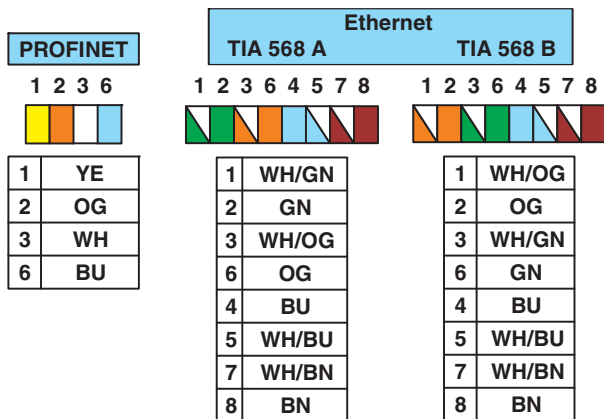 PROFINET
1 2 3 6
1 YE
2 OG
3 WH
6 BU
Ethernet
TIA 568 A TIA 568 B
1 2 3 6 4 5 7 8
1 WH/GN
2 GN
3 WH/OG
6 OG
4 BU
5 WH/BU
7 WH/BN
8 BN
1 2 3 6 4 5 7 8
1 WH/OG
2 OG
3 WH/GN
6 GN
4 BU
5 WH/BU
7 WH/BN
8 BN